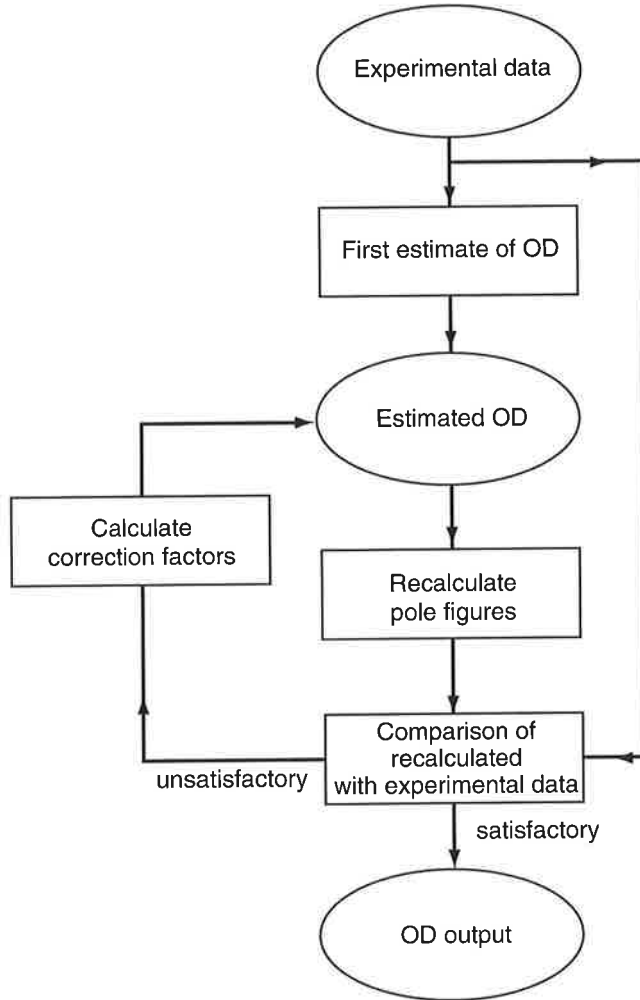 Experimental data
First estimate of OD
Estimated OD
Calculate
correction factors
Recalculate
pole figures
Comparison of
recalculated
with experimental data
unsatisfactory
satisfactory
OD output